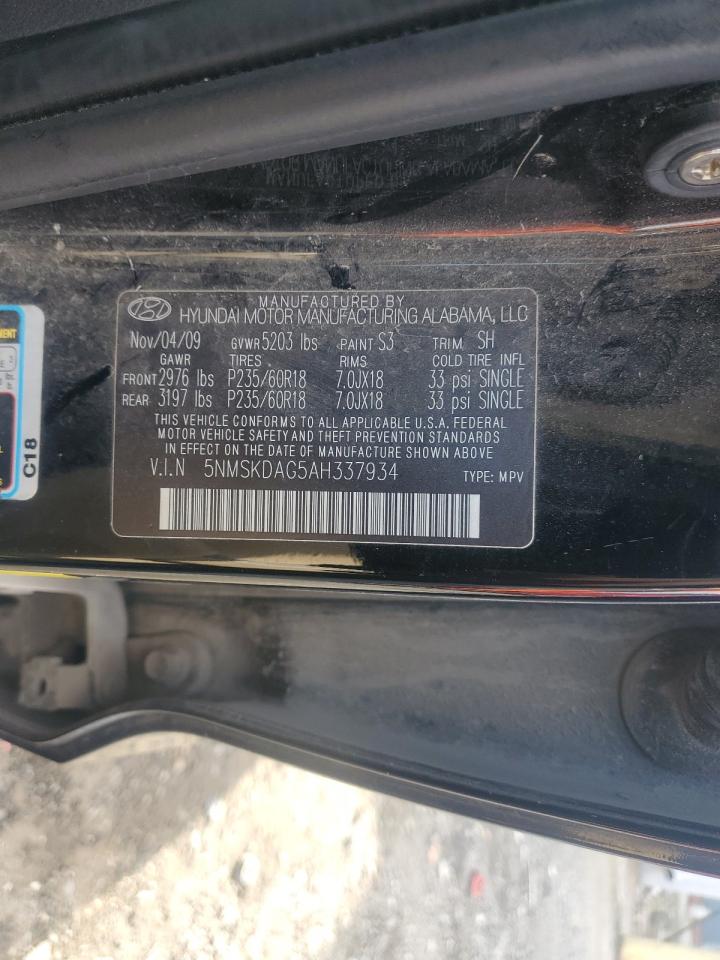 MANUFACTURED BY
HYUNDAI MOTOR MANUFACTURING ALABAMA, LLC
Nov/04/09 GVWR 5203 lbs PAINT S3 TRIM SH
GAWR TIRES RIMS COLD TIRE INFL
FRONT 2976 lbs P235/60R18 7.0JX18 33 psi SINGLE
REAR 3197 lbs P235/60R18 7.0JX18 33 psi SINGLE
THIS VEHICLE CONFORMS TO ALL APPLICABLE U.S.A. FEDERAL
MOTOR VEHICLE SAFETY AND THEFT PREVENTION STANDARDS
IN EFFECT ON THE DATE OF MANUFACTURE SHOWN ABOVE
V.I.N 5NMSKDAG5AH337934 TYPE: MPV
C18